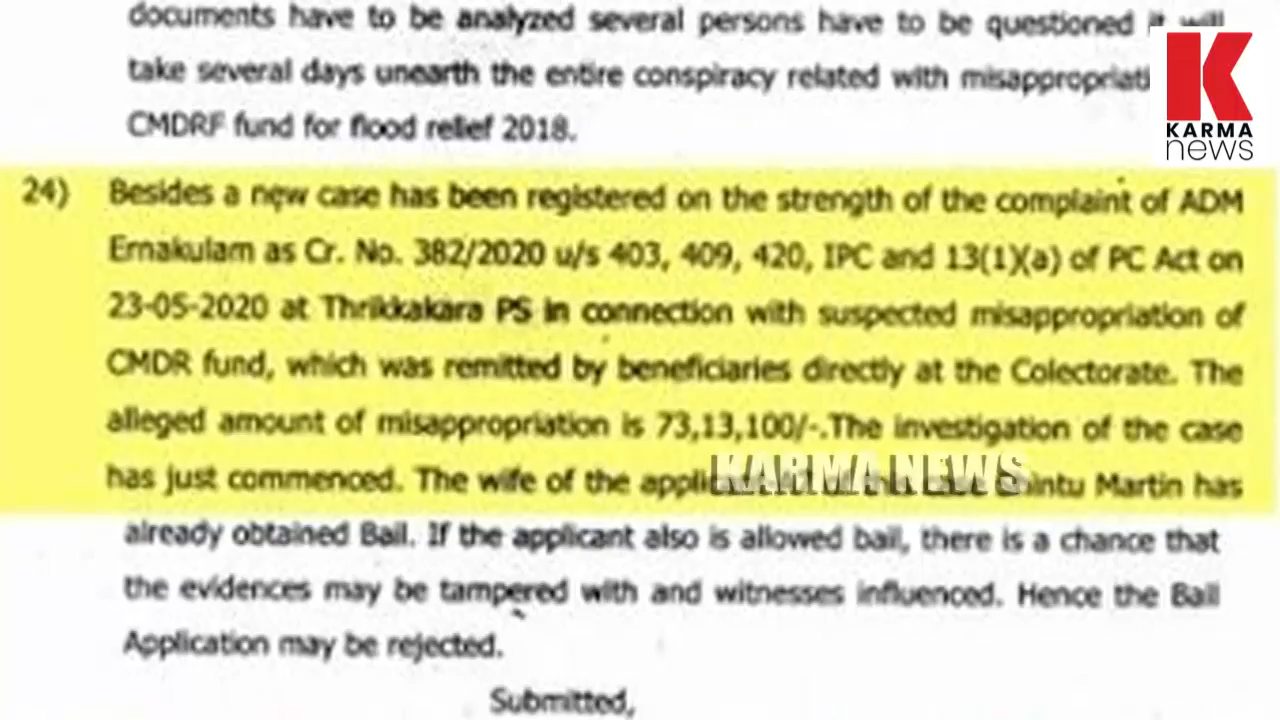 documents have to be analyzed several persons have to be questioned it will
take several days unearth the entire conspiracy related with
CMDRF fund for flood relief 2018.
KARMA
news
24) Besides a new case has been registered on the strength of the complaint of ADM
Ernakulam as Cr. No. 382/2020 u/s 403, 409, 420, IPC and 13(1)(a) of PC Act on
23-05-2020 at Thrikkakara PS in connection with suspected misappropriation of
CMDR fund, which was remitted by beneficiaries directly at the Colectorate. The
alleged amount of misappropriation is 73,13,100/-.The investigation of the case
has just commenced. The wife of the Martin has
KARMA NEWS
already obtained Bail. If the applicant also is allowed bail, there is a chance that
the evidences may be tampered with and witnesses influenced. Hence the Bail
Application may be rejected.
Submitted,